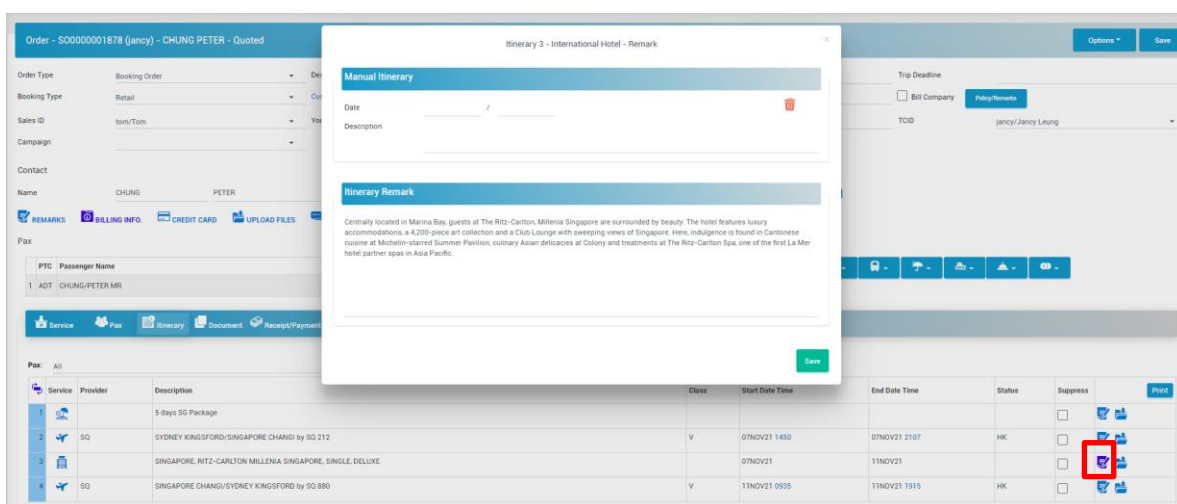 Order - SO0000001878 (jancy) - CHUNG PETER - Quoted
Options
Save
Itinerary 3 - International Hotel - Remark
×
Manual Itinerary
Date / 
Description
Itinerary Remark
Centrally located in Marina Bay, guests at The Ritz-Carlton, Millenia Singapore are surrounded by beauty. The hotel features luxury
accommodations, a 4,200-piece art collection and a Club Lounge with sweeping views of Singapore. Here, indulgence is found in Cantonese
cuisine at Michelin-starred Summer Pavilion, culinary Asian delicacies at Colony and treatments at The Ritz-Carlton Spa, one of the first La Mer
hotel partner spas in Asia Pacific.
Save
Order Type Booking Order Trip Deadline
Booking Type Retail Bill Company Policy/Remarks
Sales ID tom/Tom TCID jancy/Jancy Leung
Campaign
Contact
Name CHUNG PETER
REMARKS BILLING INFO. CREDIT CARD UPLOAD FILES
Pax
PTC Passenger Name
1 ADT CHUNG/PETER MR
Service Pax Itinerary Document Receipt/Payment
Pax: All
Service Provider Description Class Start Date Time End Date Time Status Suppress Print
1 5 days SG Package
2 SQ SYDNEY KINGSFORD/SINGAPORE CHANGI by SQ 212 V 07NOV21 1450 07NOV21 2107 HK
3 SINGAPORE, RITZ-CARLTON MILLENIA SINGAPORE, SINGLE, DELUXE 07NOV21 11NOV21
4 SQ SINGAPORE CHANGI/SYDNEY KINGSFORD by SQ 880 V 11NOV21 0935 11NOV21 1915 HK